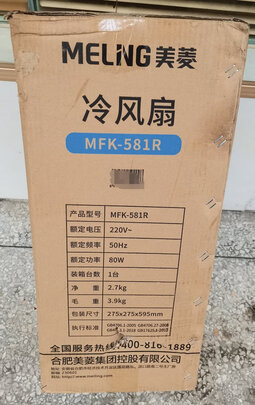 MELING美菱
冷风扇
MFK-581R
产品型号 MFK-581R
额定电压 220V~
额定频率 50Hz
额定功率 80W
装箱台数 1台
净 重 2.7kg
毛 重 3.9kg
包装尺寸 275x275x595mm
执行标准
全国服务热线 400-816-1889
合肥美菱集团控股有限公司